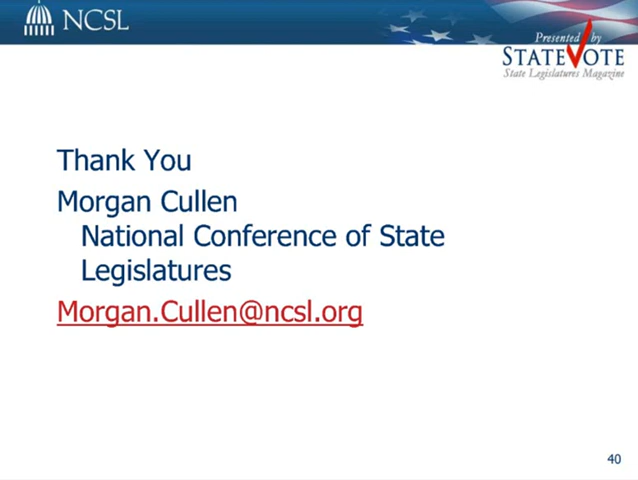 NCSL
Presented by
STATEVOTE
State Legislatures Magazine
Thank You
Morgan Cullen
National Conference of State
Legislatures
Morgan.Cullen@ncsl.org
40